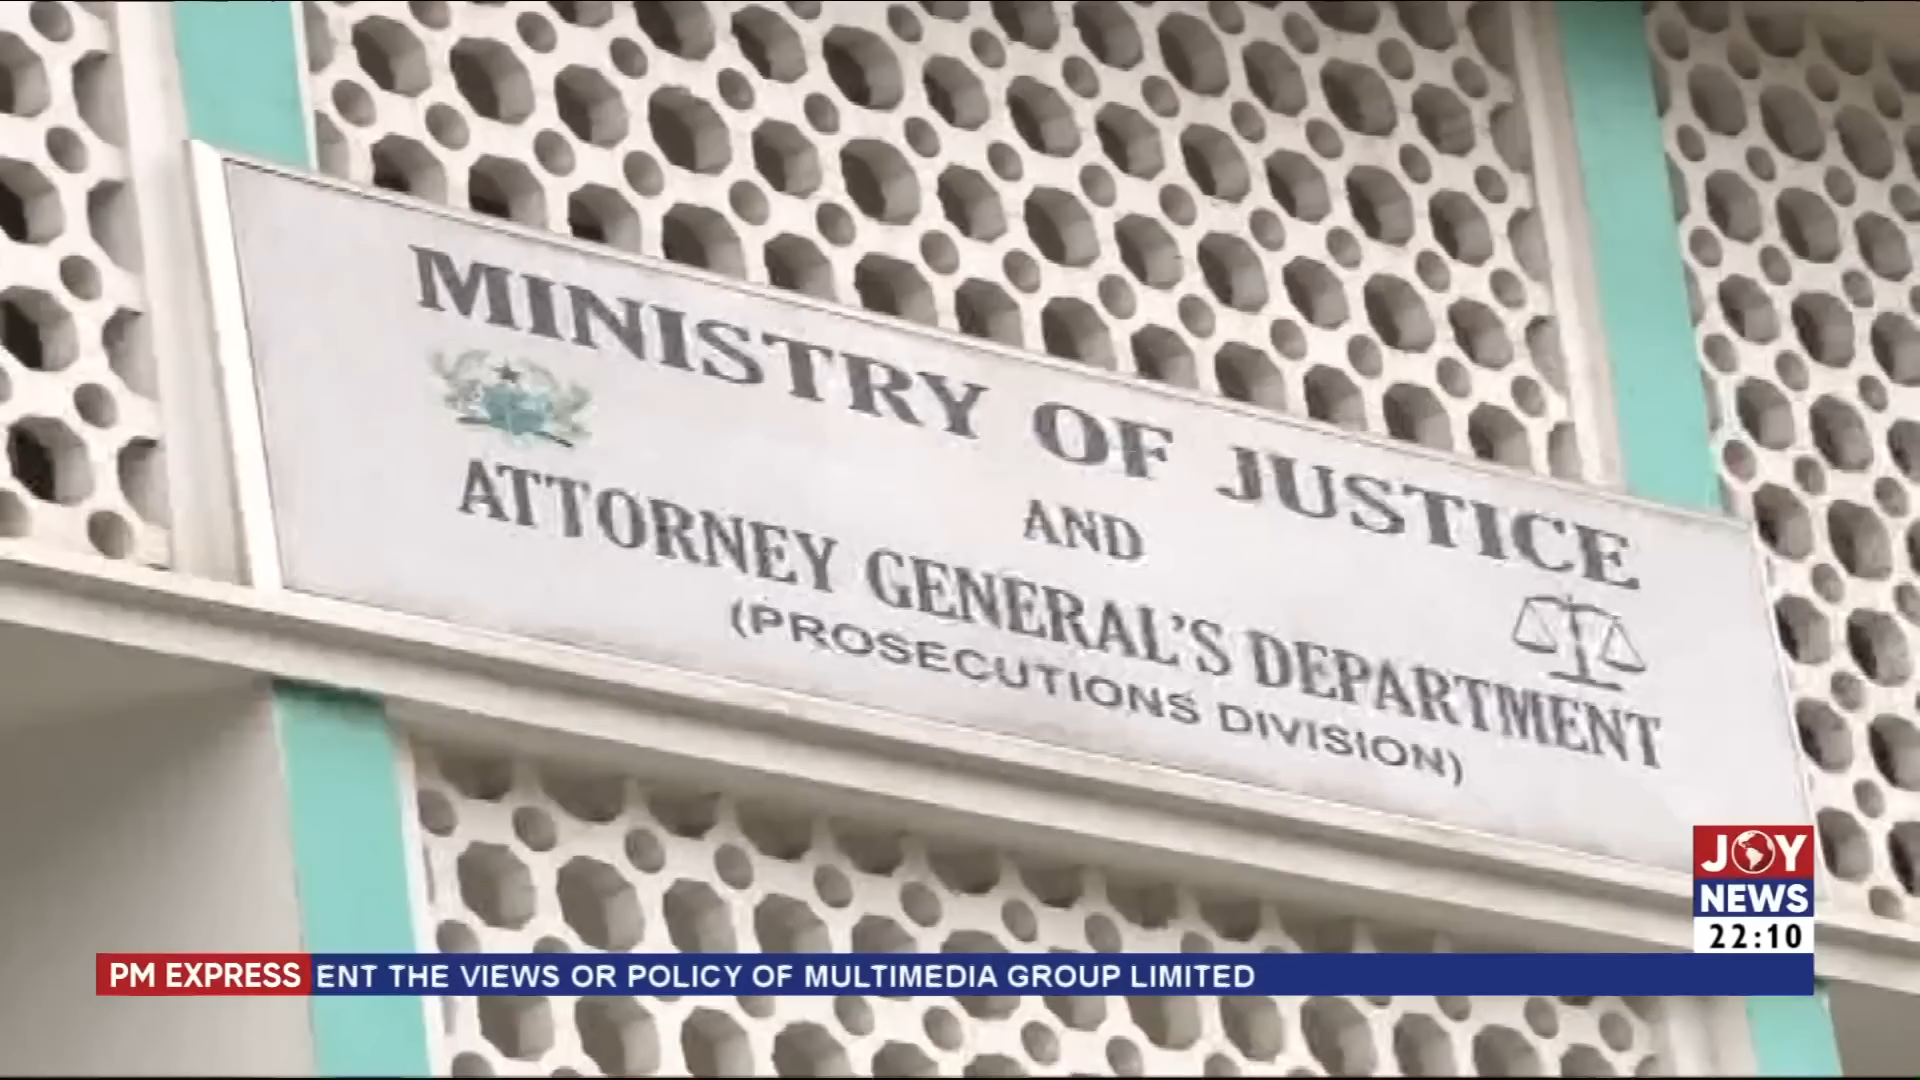 MINISTRY OF JUSTICE
AND
ATTORNEY GENERAL'S DEPARTMENT
(PROSECUTIONS DIVISION)
JOY
NEWS
22:10
PM EXPRESS ENT THE VIEWS OR POLICY OF MULTIMEDIA GROUP LIMITED